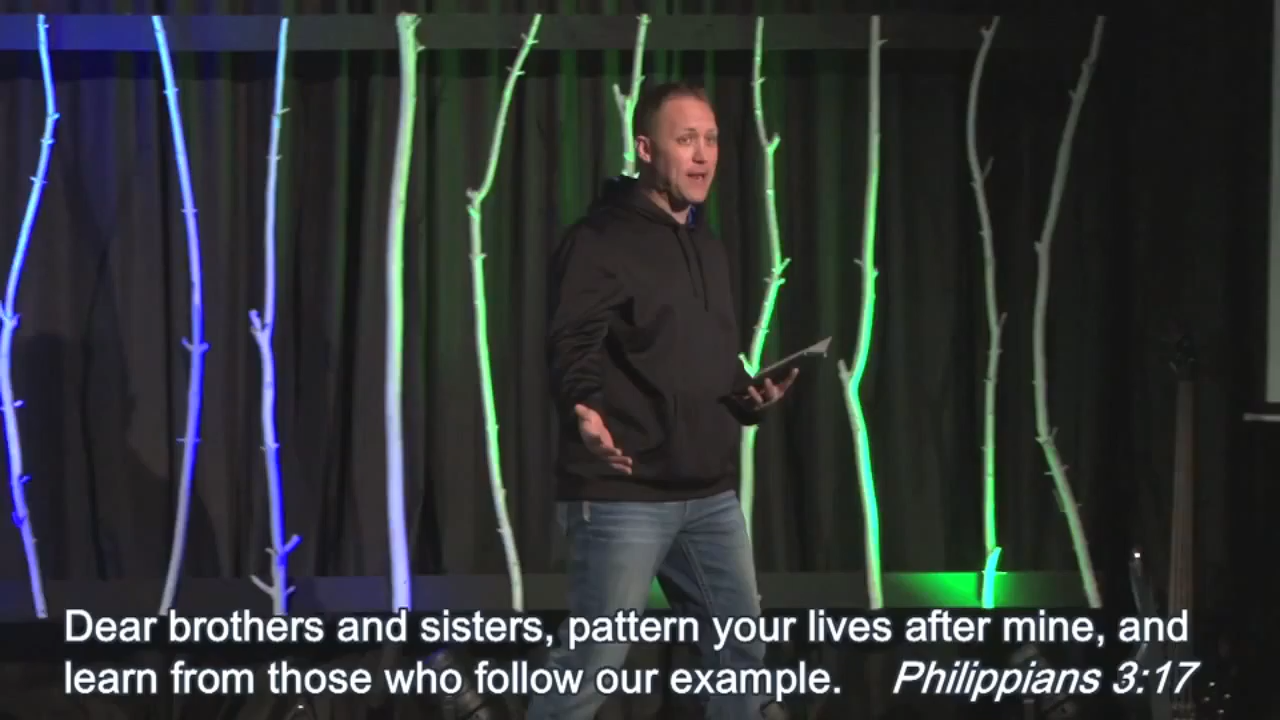 Dear brothers and sisters, pattern your lives after mine, and
learn from those who follow our example. Philippians 3:17